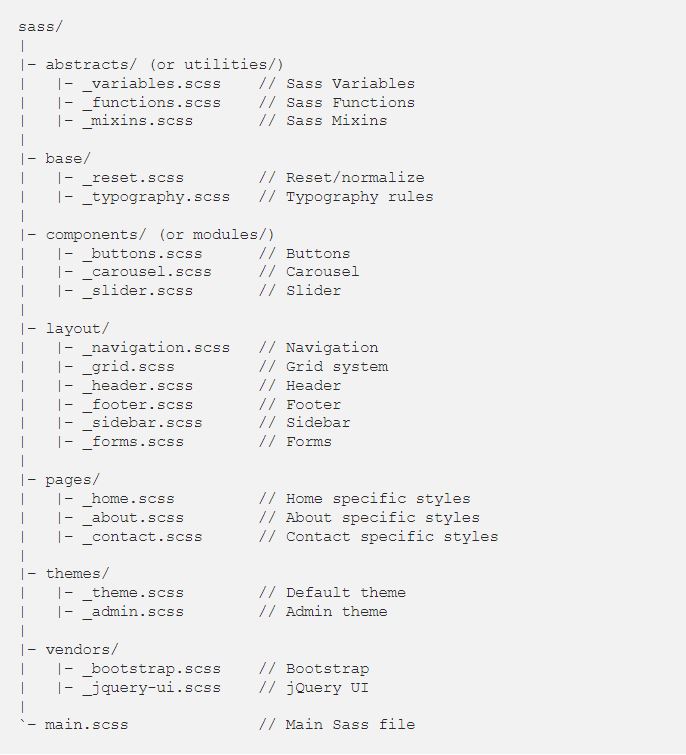 sass/
|
|- abstracts/ (or utilities/)
|   |- _variables.scss    // Sass Variables
|   |- _functions.scss    // Sass Functions
|   |- _mixins.scss       // Sass Mixins
|
|- base/
|   |- _reset.scss        // Reset/normalize
|   |- _typography.scss   // Typography rules
|
|- components/ (or modules/)
|   |- _buttons.scss      // Buttons
|   |- _carousel.scss     // Carousel
|   |- _slider.scss       // Slider
|
|- layout/
|   |- _navigation.scss   // Navigation
|   |- _grid.scss         // Grid system
|   |- _header.scss       // Header
|   |- _footer.scss       // Footer
|   |- _sidebar.scss      // Sidebar
|   |- _forms.scss        // Forms
|
|- pages/
|   |- _home.scss         // Home specific styles
|   |- _about.scss        // About specific styles
|   |- _contact.scss      // Contact specific styles
|
|- themes/
|   |- _theme.scss        // Default theme
|   |- _admin.scss        // Admin theme
|
|- vendors/
|   |- _bootstrap.scss    // Bootstrap
|   |- _jquery-ui.scss    // jQuery UI
|
`- main.scss              // Main Sass file